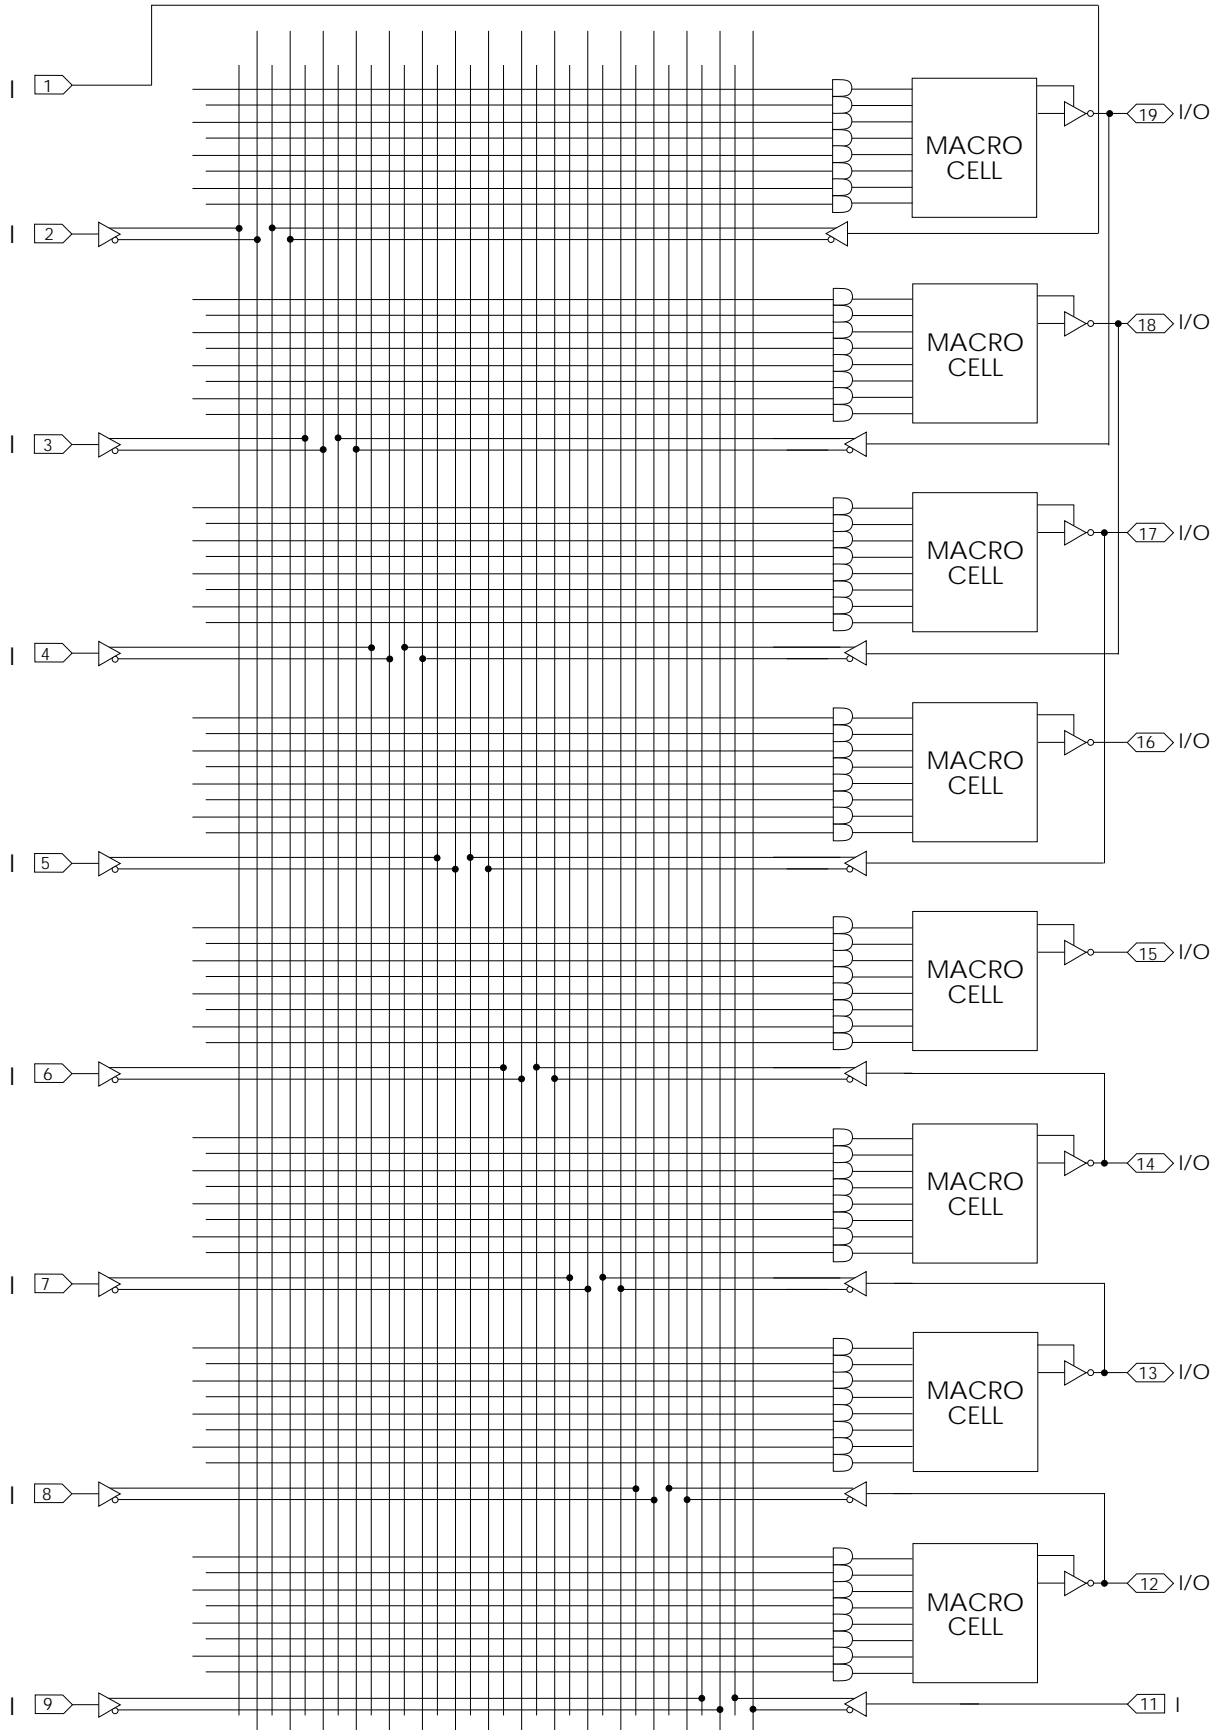 I 1
MACRO
CELL
19 I/O
I 2
MACRO
CELL
18 I/O
I 3
MACRO
CELL
17 I/O
I 4
MACRO
CELL
16 I/O
I 5
MACRO
CELL
15 I/O
I 6
MACRO
CELL
14 I/O
I 7
MACRO
CELL
13 I/O
I 8
MACRO
CELL
12 I/O
I 9
11 I